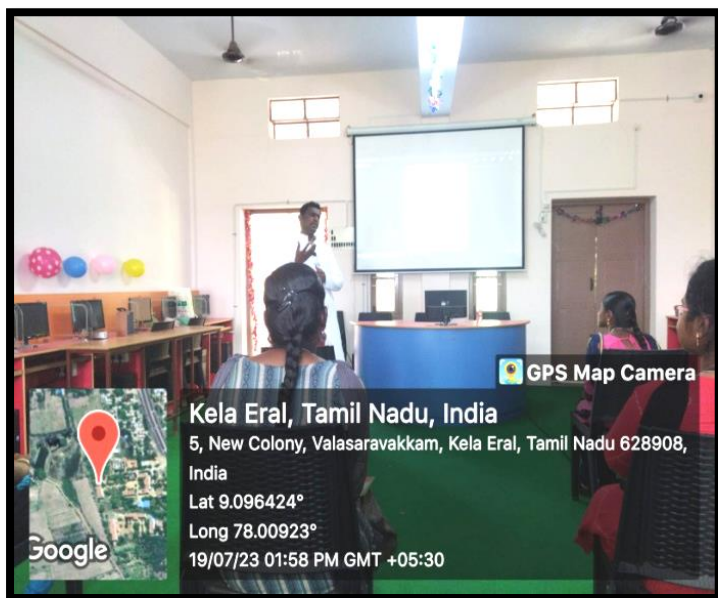 GPS Map Camera
Kela Eral, Tamil Nadu, India
5, New Colony, Valasaravakkam, Kela Eral, Tamil Nadu 628908,
India
Lat 9.096424°
Long 78.00923°
19/07/23 01:58 PM GMT +05:30
Google